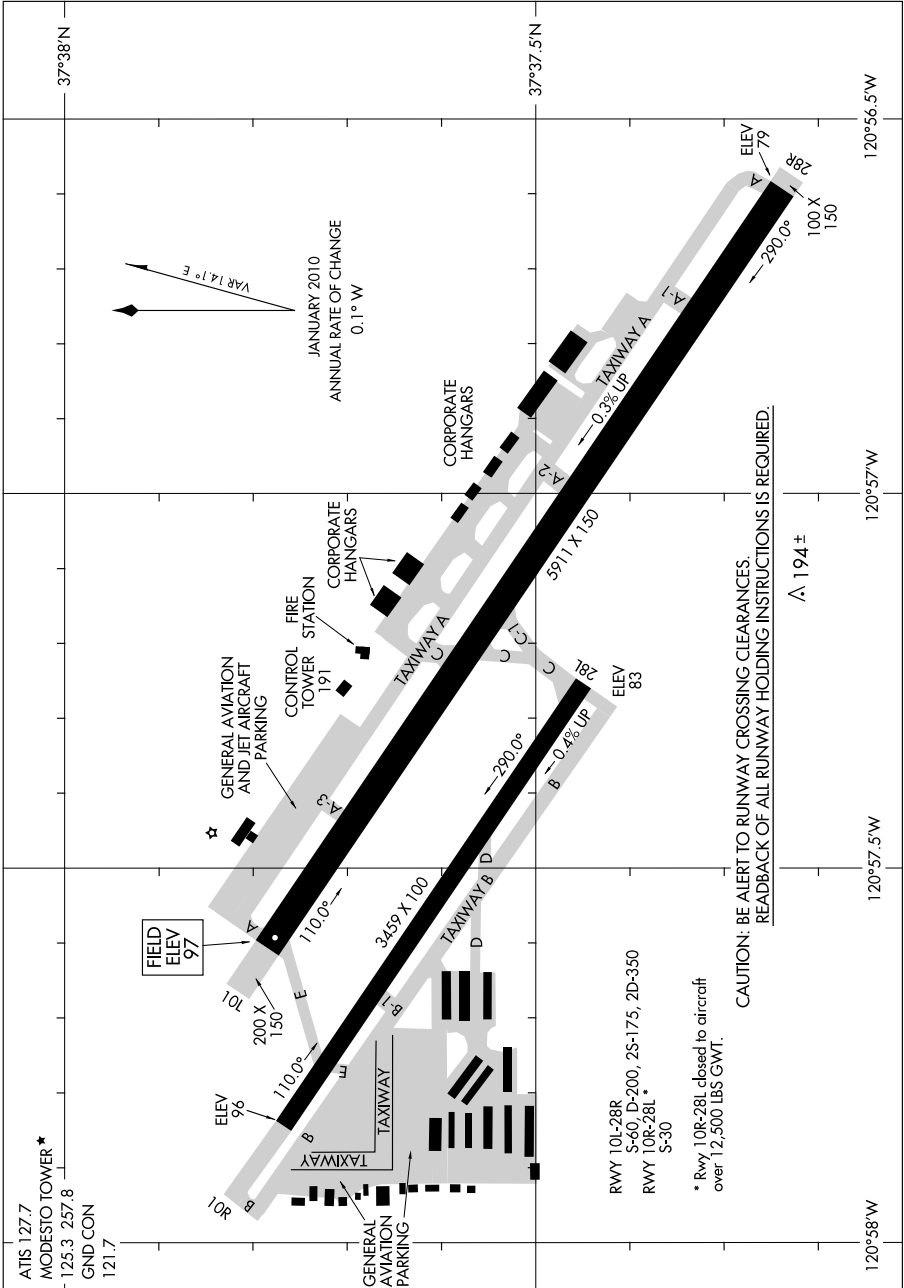 ATIS 127.7
MODESTO TOWER★
125.3 257.8
GND CON
121.7
37°38'N
37°37.5'N
120°56.5'W
120°57'W
120°57.5'W
120°58'W
VAR 14.1° E
JANUARY 2010
ANNUAL RATE OF CHANGE
0.1° W
FIELD
ELEV
97
GENERAL AVIATION
AND JET AIRCRAFT
PARKING
CONTROL
TOWER
191
FIRE
STATION
CORPORATE
HANGARS
CORPORATE
HANGARS
10L
200 X
150
A
110.0°
A-3
TAXIWAY A
C
C
C-1
C
5911 X 150
A-2
0.3% UP
TAXIWAY A
A-1
290.0°
A
ELEV
79
28R
100 X
150
10R
B
B
ELEV
96
110.0°
E
E
B-1
3459 X 100
TAXIWAY B
D
D
B
290.0°
0.4% UP
28L
ELEV
83
TAXIWAY
TAXIWAY
GENERAL
AVIATION
PARKING
RWY 10L-28R
S-60, D-200, 2S-175, 2D-350
RWY 10R-28L *
S-30
* Rwy 10R-28L closed to aircraft
over 12,500 LBS GWT.
CAUTION: BE ALERT TO RUNWAY CROSSING CLEARANCES.
READBACK OF ALL RUNWAY HOLDING INSTRUCTIONS IS REQUIRED.
194 ±